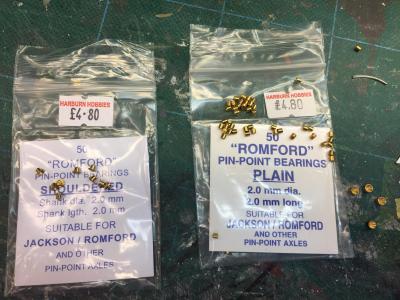 HARBURN HOBBIES
£4.80
50
"ROMFORD"
PIN-POINT BEARINGS
SHOULDERED
Shank dia. 2.0 mm
Shank lgth. 2.0 mm
SUITABLE FOR
JACKSON / ROMFORD
AND OTHER
PIN-POINT AXLES
HARBURN HOBBIES
£4.80
50
"ROMFORD"
PIN-POINT BEARINGS
PLAIN
2.0 mm dia.
2.0 mm long
SUITABLE FOR
JACKSON / ROMFORD
AND OTHER
PIN-POINT AXLES